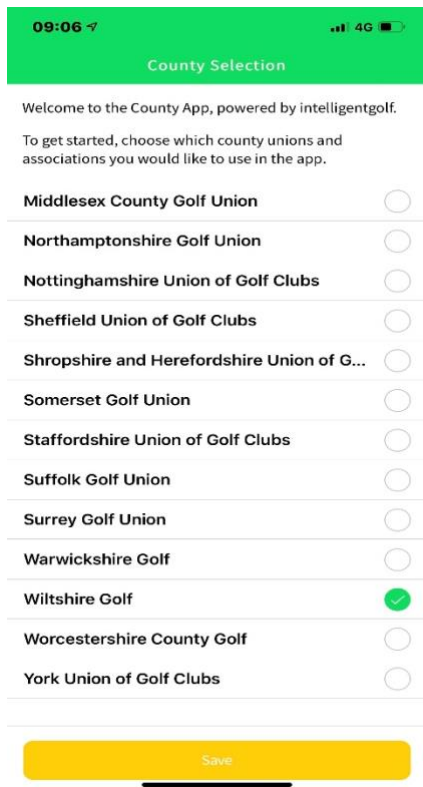 09:06
4G
County Selection
Welcome to the County App, powered by intelligentgolf.
To get started, choose which county unions and
associations you would like to use in the app.
Middlesex County Golf Union
Northamptonshire Golf Union
Nottinghamshire Union of Golf Clubs
Sheffield Union of Golf Clubs
Shropshire and Herefordshire Union of G...
Somerset Golf Union
Staffordshire Union of Golf Clubs
Suffolk Golf Union
Surrey Golf Union
Warwickshire Golf
Wiltshire Golf
Worcestershire County Golf
York Union of Golf Clubs
Save